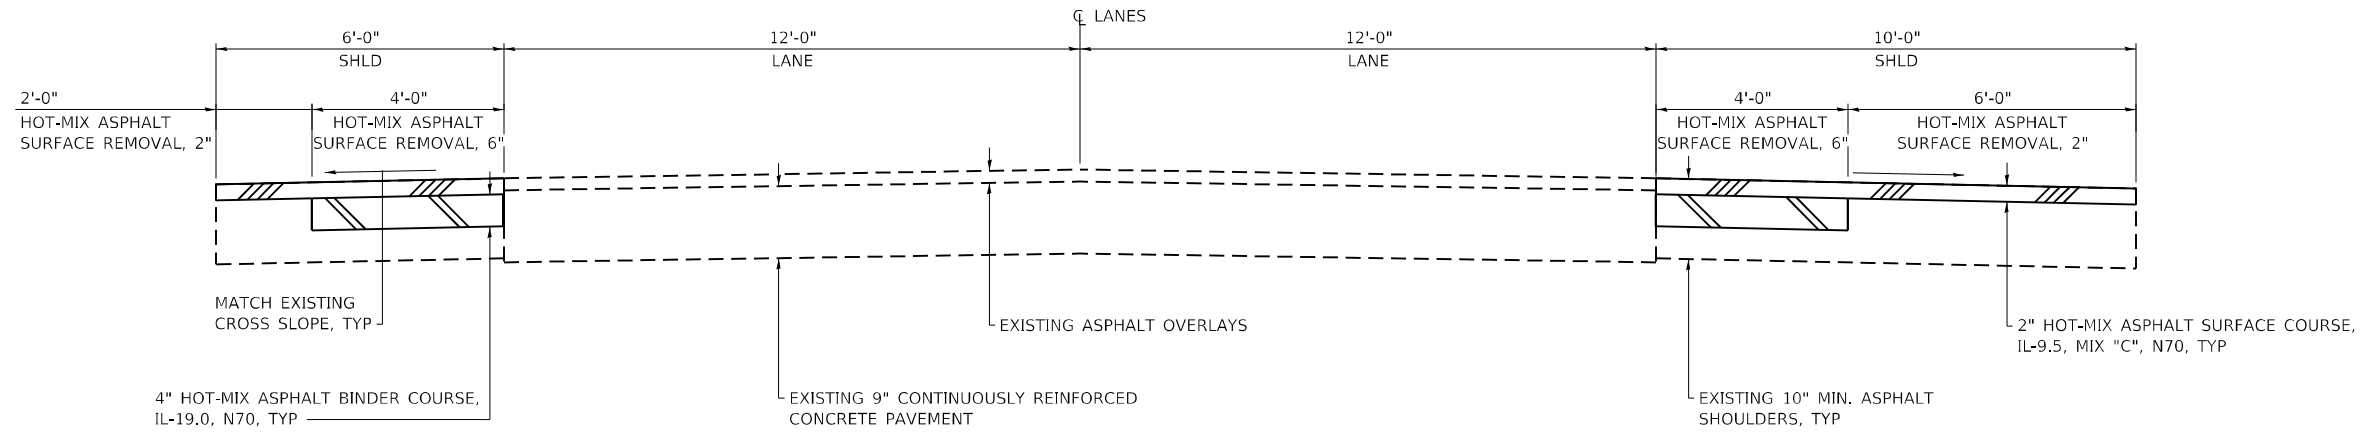 ℄ LANES
6'-0"
SHLD
12'-0"
LANE
12'-0"
LANE
10'-0"
SHLD
2'-0"
HOT-MIX ASPHALT
SURFACE REMOVAL, 2"
4'-0"
HOT-MIX ASPHALT
SURFACE REMOVAL, 6"
4'-0"
HOT-MIX ASPHALT
SURFACE REMOVAL, 6"
6'-0"
HOT-MIX ASPHALT
SURFACE REMOVAL, 2"
MATCH EXISTING
CROSS SLOPE, TYP
EXISTING ASPHALT OVERLAYS
2" HOT-MIX ASPHALT SURFACE COURSE,
IL-9.5, MIX "C", N70, TYP
4" HOT-MIX ASPHALT BINDER COURSE,
IL-19.0, N70, TYP
EXISTING 9" CONTINUOUSLY REINFORCED
CONCRETE PAVEMENT
EXISTING 10" MIN. ASPHALT
SHOULDERS, TYP